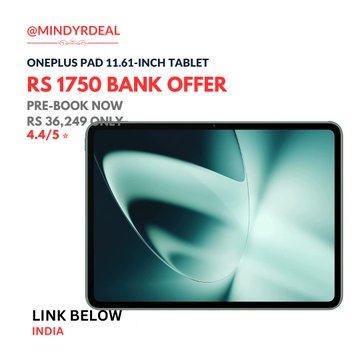 @MINDYRDEAL
ONEPLUS PAD 11.61-INCH TABLET
RS 1750 BANK OFFER
PRE-BOOK NOW
RS 36,249 ONLY-
4.4/5 ⭐
LINK BELOW
INDIA